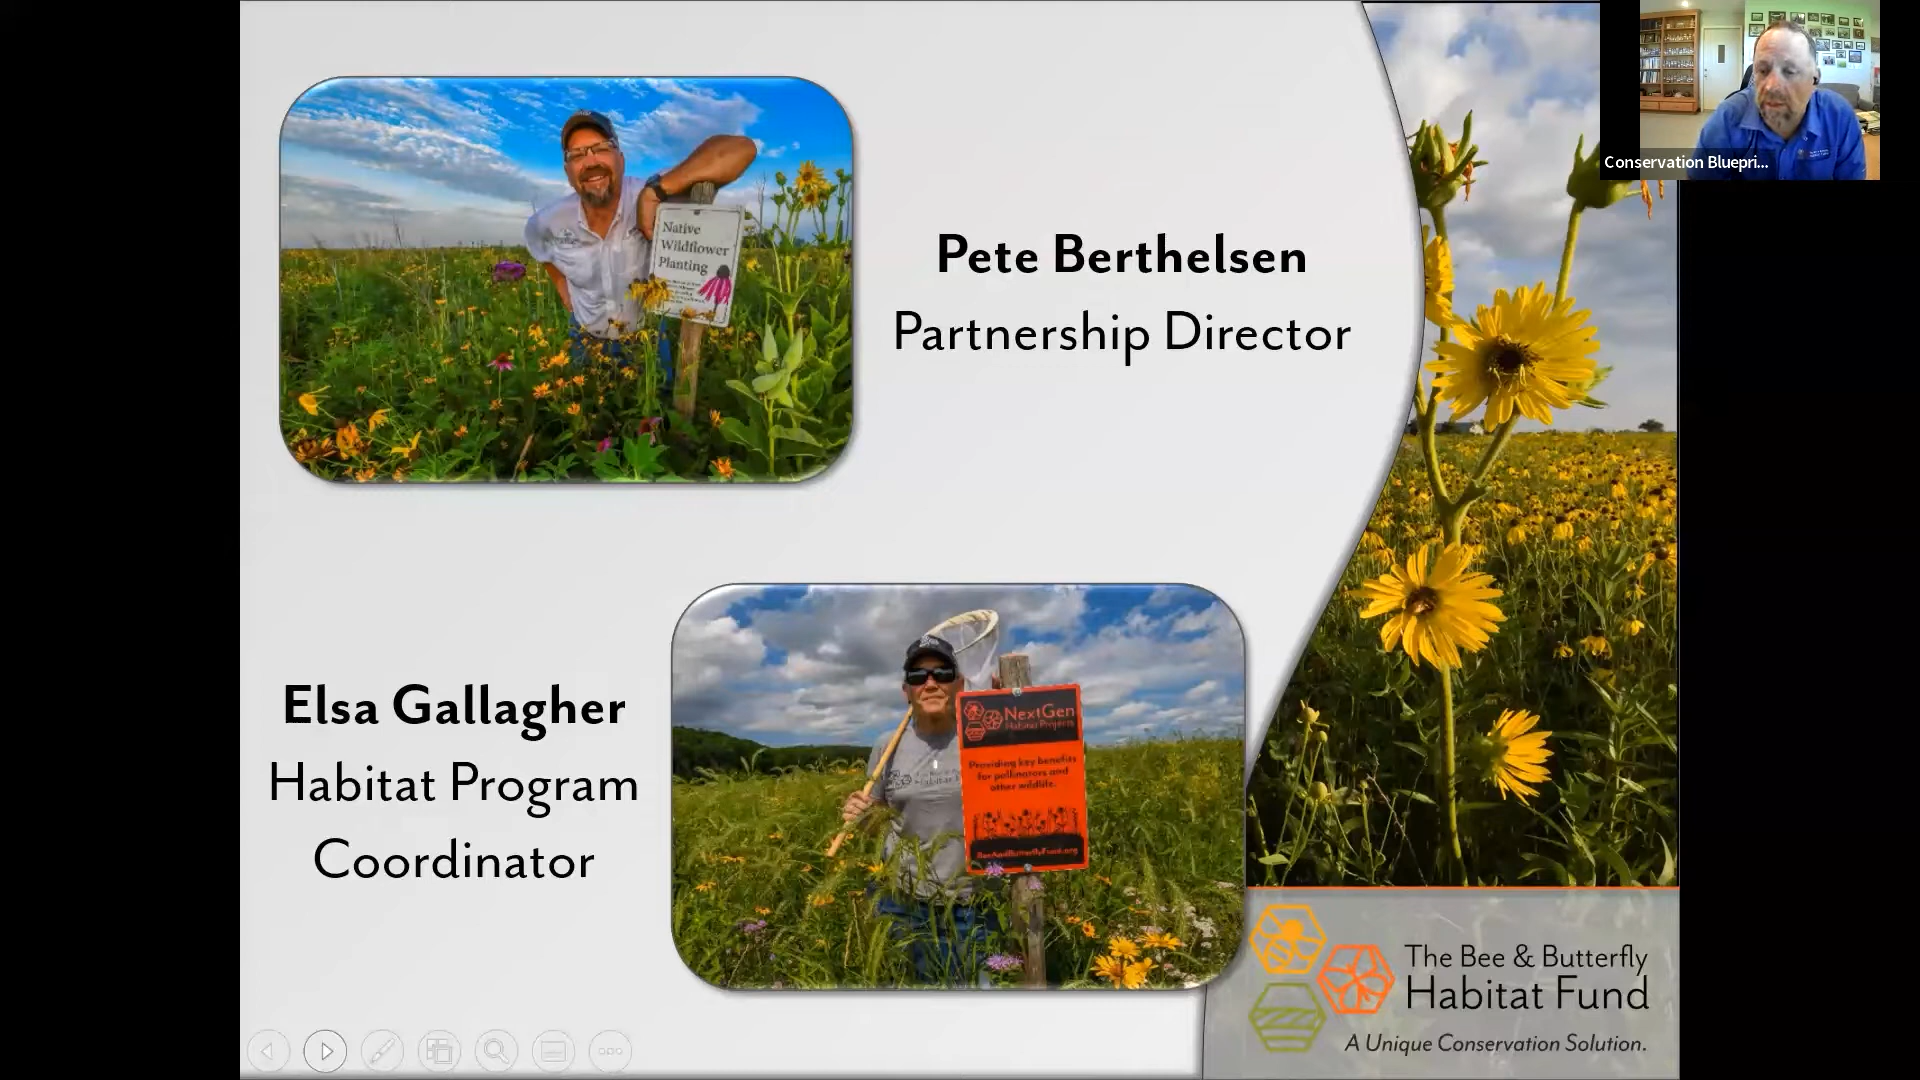 Conservation Bluepri...
Native
Wildflower
Planting
Pete Berthelsen
Partnership Director
Elsa Gallagher
Habitat Program
Coordinator
NextGen
Habitat Projects
Providing key benefits
for pollinators and
other wildlife.
BeeAndButterflyFund.org
The Bee & Butterfly
Habitat Fund
A Unique Conservation Solution.